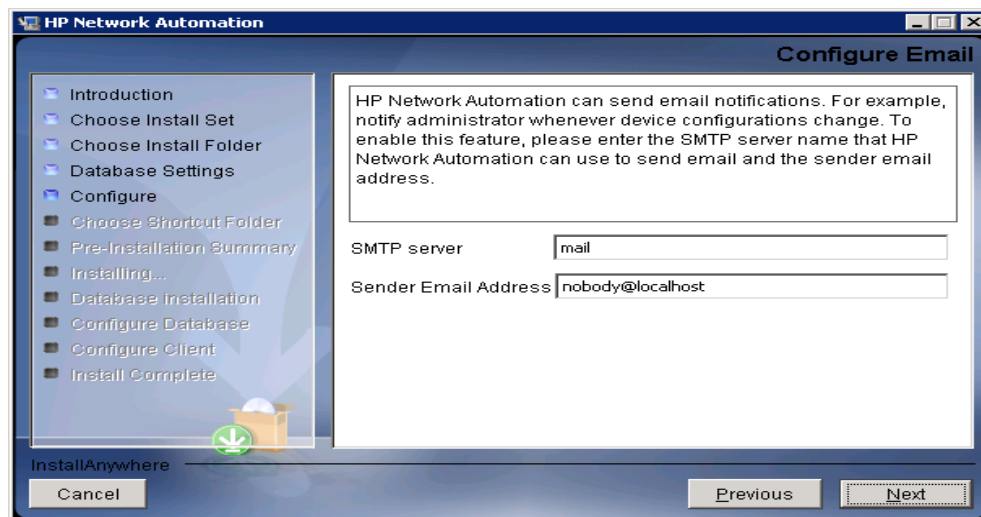 HP Network Automation
Configure Email
Introduction
Choose Install Set
Choose Install Folder
Database Settings
Configure
Choose Shortcut Folder
Pre-Installation Summary
Installing...
Database installation
Configure Database
Configure Client
Install Complete
HP Network Automation can send email notifications. For example,
notify administrator whenever device configurations change. To
enable this feature, please enter the SMTP server name that HP
Network Automation can use to send email and the sender email
address.
SMTP server mail
Sender Email Address nobody@localhost
InstallAnywhere
Cancel Previous Next